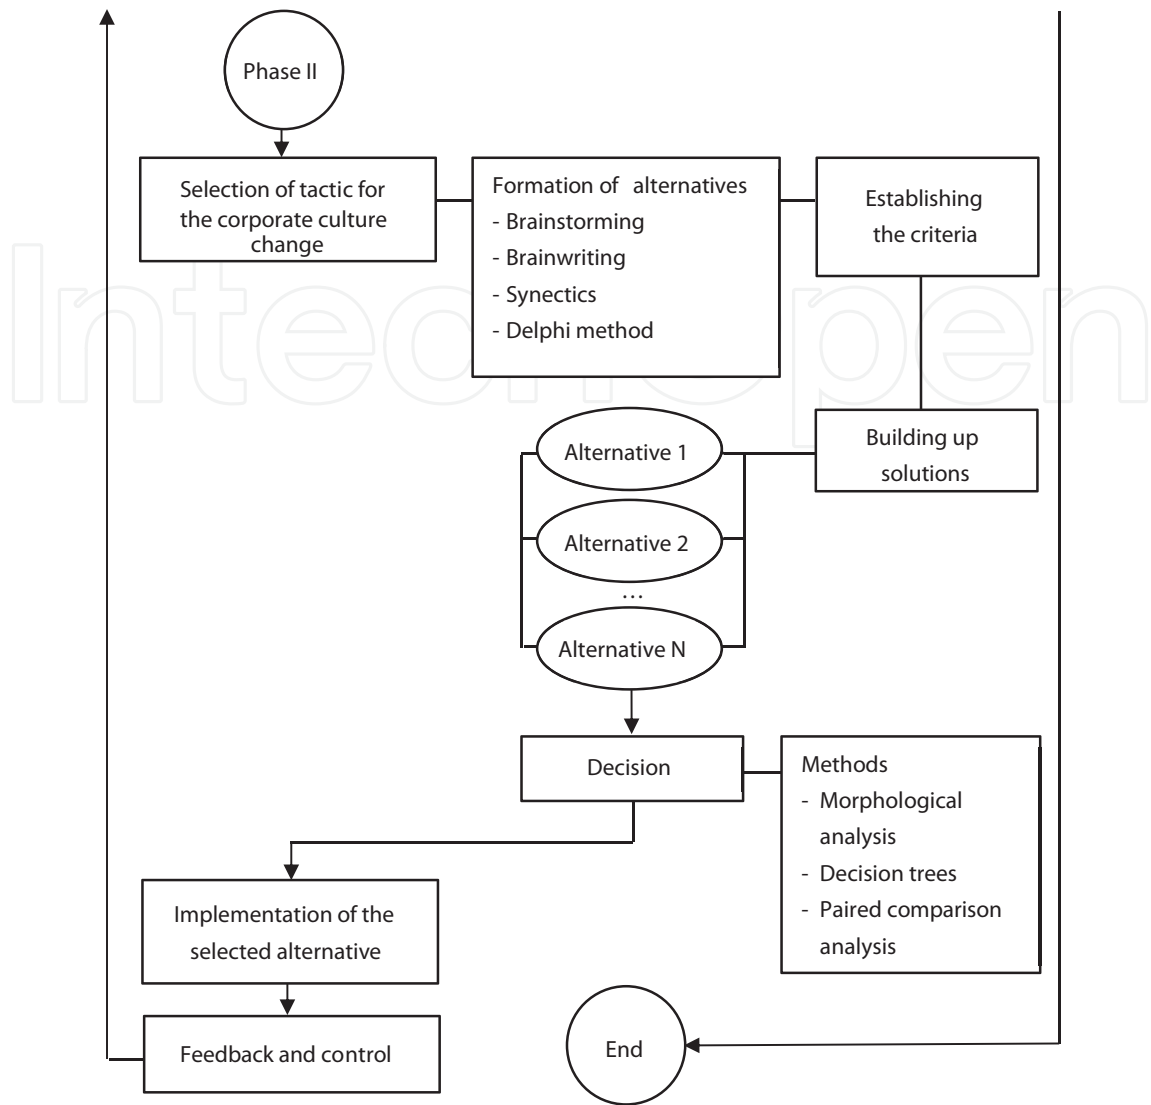 Phase II
Selection of tactic for
the corporate culture
change
Formation of alternatives
- Brainstorming
- Brainwriting
- Synectics
- Delphi method
Establishing
the criteria
Building up
solutions
Alternative 1
Alternative 2
...
Alternative N
Decision
Methods
- Morphological
analysis
- Decision trees
- Paired comparison
analysis
Implementation of the
selected alternative
Feedback and control
End
IntechOpen